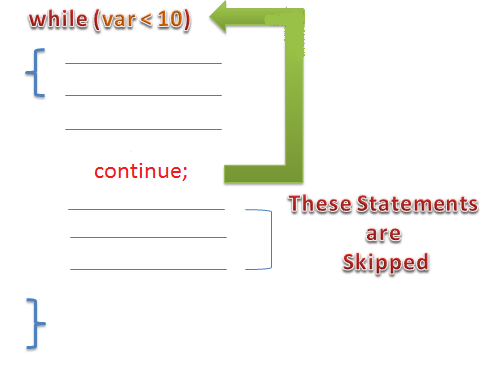 while (var < 10)
{
continue;
These Statements
are
Skipped
}